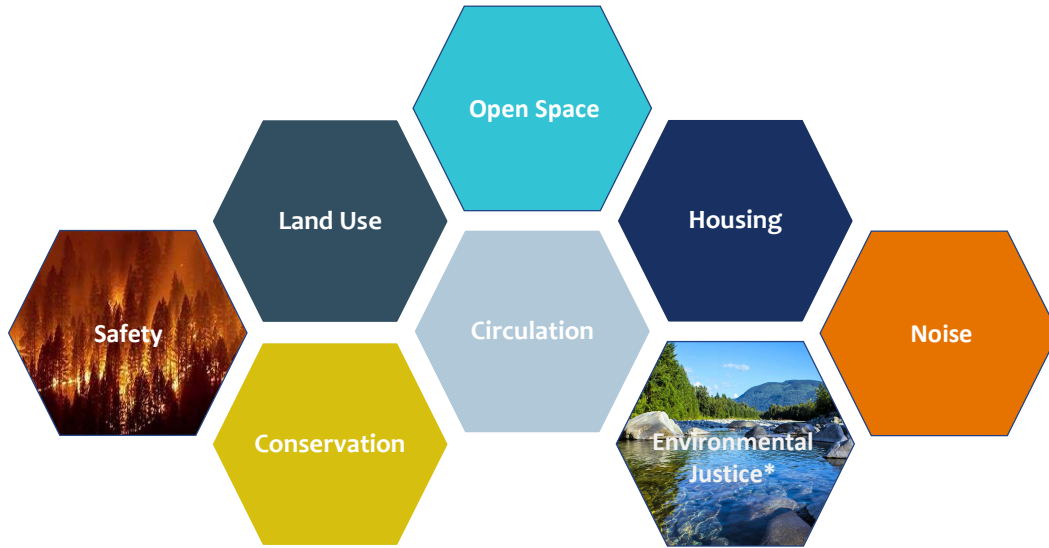 Open Space
Land Use
Housing
Safety
Circulation
Noise
Conservation
Environmental
Justice*